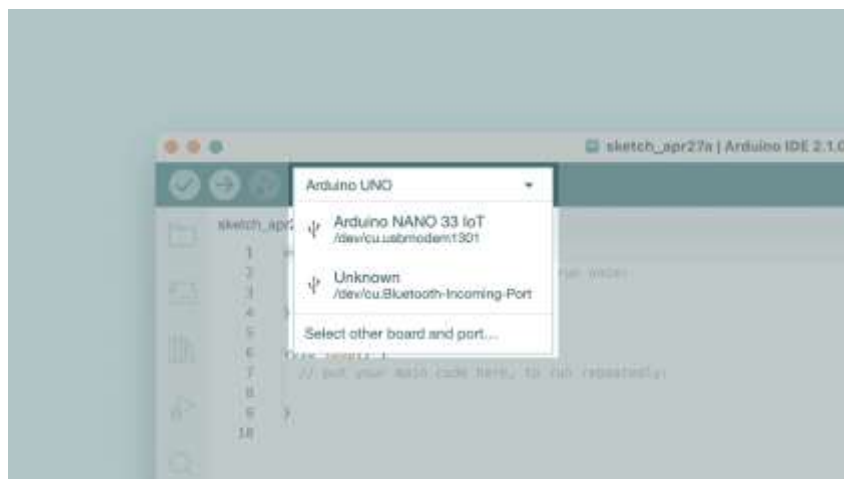 sketch_apr27a | Arduino IDE 2.1.0
Arduino UNO
sketch_apr2
Arduino NANO 33 IoT
/dev/cu.usbmodem1301
1
2
Unknown
3
/dev/cu.Bluetooth-Incoming-Port
4 }
5
Select other board and port...
6
7 // put your main code here, to run repeatedly:
8
9 }
10